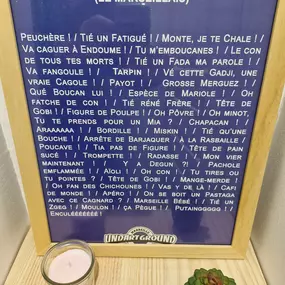 (LE MARSEILLAIS)
Peuchère ! / Tié un Fatigué ! / Monte, je te Chale ! /
Va caguer à Endoume ! / Tu m'emboucanes ! / Le con
de tous tes morts ! / Tié un Fada ma parole ! /
Va fangoule ! / Tarpin ! / Vé cette Gadji, une
vraie Cagole ! / Payot ! / Grosse Merguez ! /
Qué Boucan lui ! / Espèce de Mariole ! / Oh
fatche de con ! / Tié réné Frère ! / Tête de
Gobi ! / Figure de Poulpe ! / Oh Pôvre ! / Oh Minot,
Tu te prends pour un Mia ? / Chapacan !
Araaaaaa ! / Bordille ! / Miskin ! / Tié qu'une
Bouche ! / Arrête de Barjaquer ! / À la Rasbaille /
Poucave ! / Tia pas de Figure ! / Tête de pain
sucé ! / Trompette ! / Radasse ! / Mon vier
maintenant ! / À Dégun ?! / Pachole
emflammée ! / Aïoli ! / Oh con ! / Tu tires ou
tu pointes ? / Tête de Gobi ! / Mange-merde !
/ Oh fan des Chichounes ! / Vas y de là ! / Cafi
de monde ! / Apéro ! / On se boit un Pastaga
avec ce Cagnard ? / Marseille Bébé ! / Tié un
Zgeg ! / Moulon ! / Ça Pègue ! / Putainggggg ! /
Enculééééééé !
UNDARTGROUND